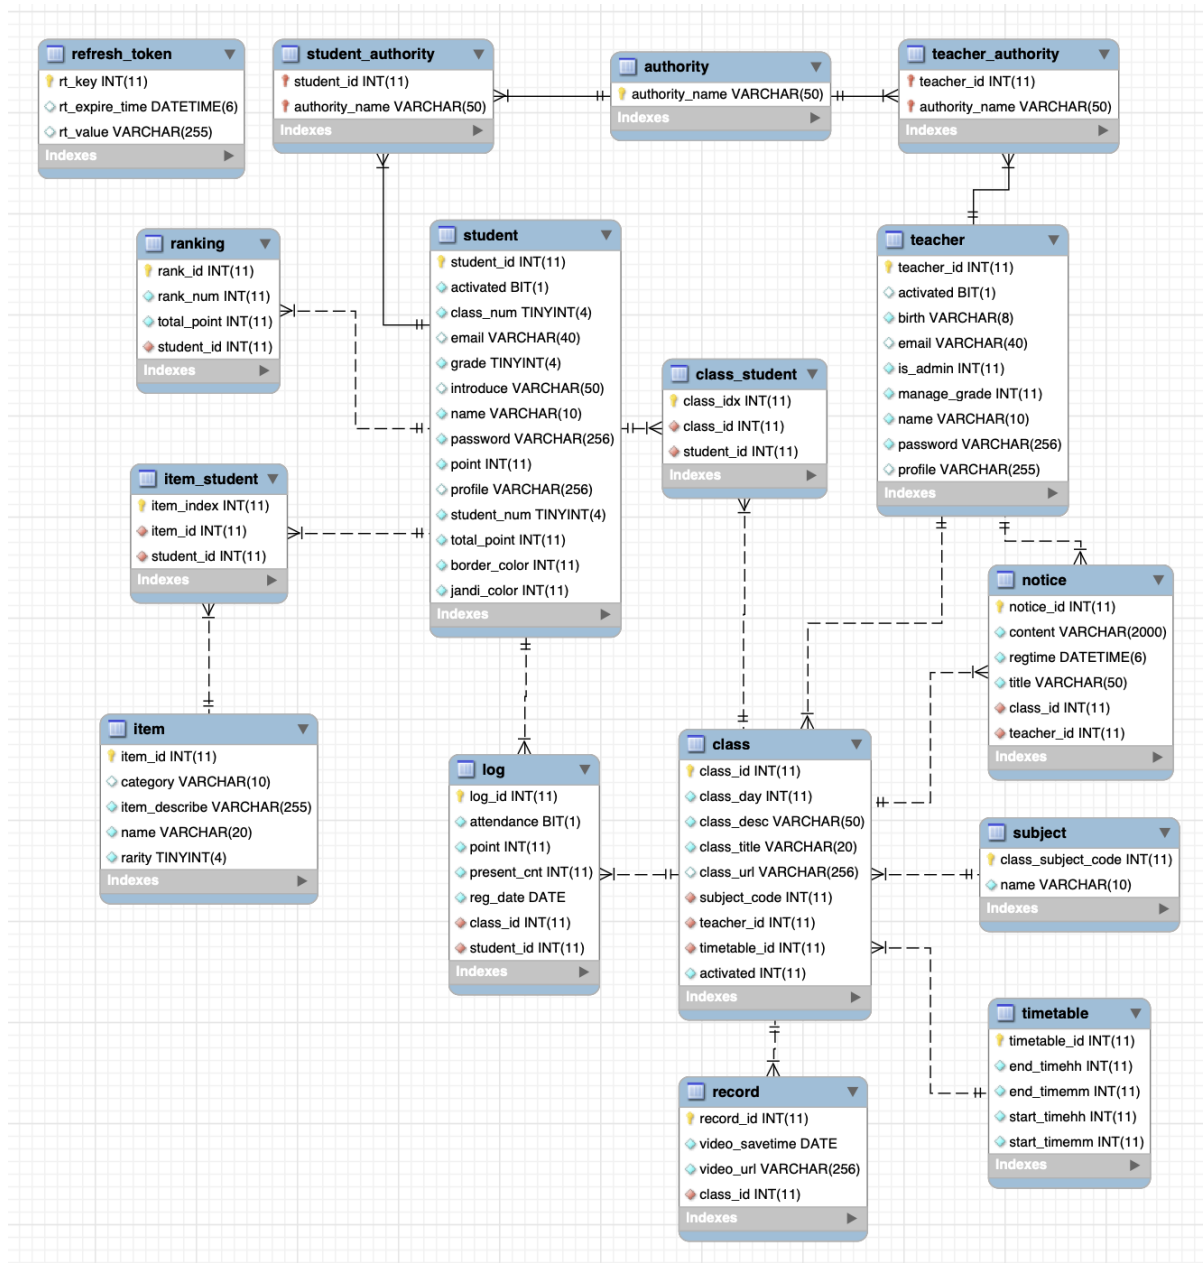 refresh_token
rt_key INT(11)
rt_expire_time DATETIME(6)
rt_value VARCHAR(255)
Indexes
student_authority
student_id INT(11)
authority_name VARCHAR(50)
Indexes
authority
authority_name VARCHAR(50)
Indexes
teacher_authority
teacher_id INT(11)
authority_name VARCHAR(50)
Indexes
ranking
rank_id INT(11)
rank_num INT(11)
total_point INT(11)
student_id INT(11)
Indexes
student
student_id INT(11)
activated BIT(1)
class_num TINYINT(4)
email VARCHAR(40)
grade TINYINT(4)
introduce VARCHAR(50)
name VARCHAR(10)
password VARCHAR(256)
point INT(11)
profile VARCHAR(256)
student_num TINYINT(4)
total_point INT(11)
border_color INT(11)
jandi_color INT(11)
Indexes
teacher
teacher_id INT(11)
activated BIT(1)
birth VARCHAR(8)
email VARCHAR(40)
is_admin INT(11)
manage_grade INT(11)
name VARCHAR(10)
password VARCHAR(256)
profile VARCHAR(255)
Indexes
class_student
class_idx INT(11)
class_id INT(11)
student_id INT(11)
Indexes
item_student
item_index INT(11)
item_id INT(11)
student_id INT(11)
Indexes
notice
notice_id INT(11)
content VARCHAR(2000)
regtime DATETIME(6)
title VARCHAR(50)
class_id INT(11)
teacher_id INT(11)
Indexes
item
item_id INT(11)
category VARCHAR(10)
item_describe VARCHAR(255)
name VARCHAR(20)
rarity TINYINT(4)
Indexes
log
log_id INT(11)
attendance BIT(1)
point INT(11)
present_cnt INT(11)
reg_date DATE
class_id INT(11)
student_id INT(11)
Indexes
class
class_id INT(11)
class_day INT(11)
class_desc VARCHAR(50)
class_title VARCHAR(20)
class_url VARCHAR(256)
subject_code INT(11)
teacher_id INT(11)
timetable_id INT(11)
activated INT(11)
Indexes
subject
class_subject_code INT(11)
name VARCHAR(10)
Indexes
timetable
timetable_id INT(11)
end_timehh INT(11)
end_timemm INT(11)
start_timehh INT(11)
start_timemm INT(11)
Indexes
record
record_id INT(11)
video_savetime DATE
video_url VARCHAR(256)
class_id INT(11)
Indexes